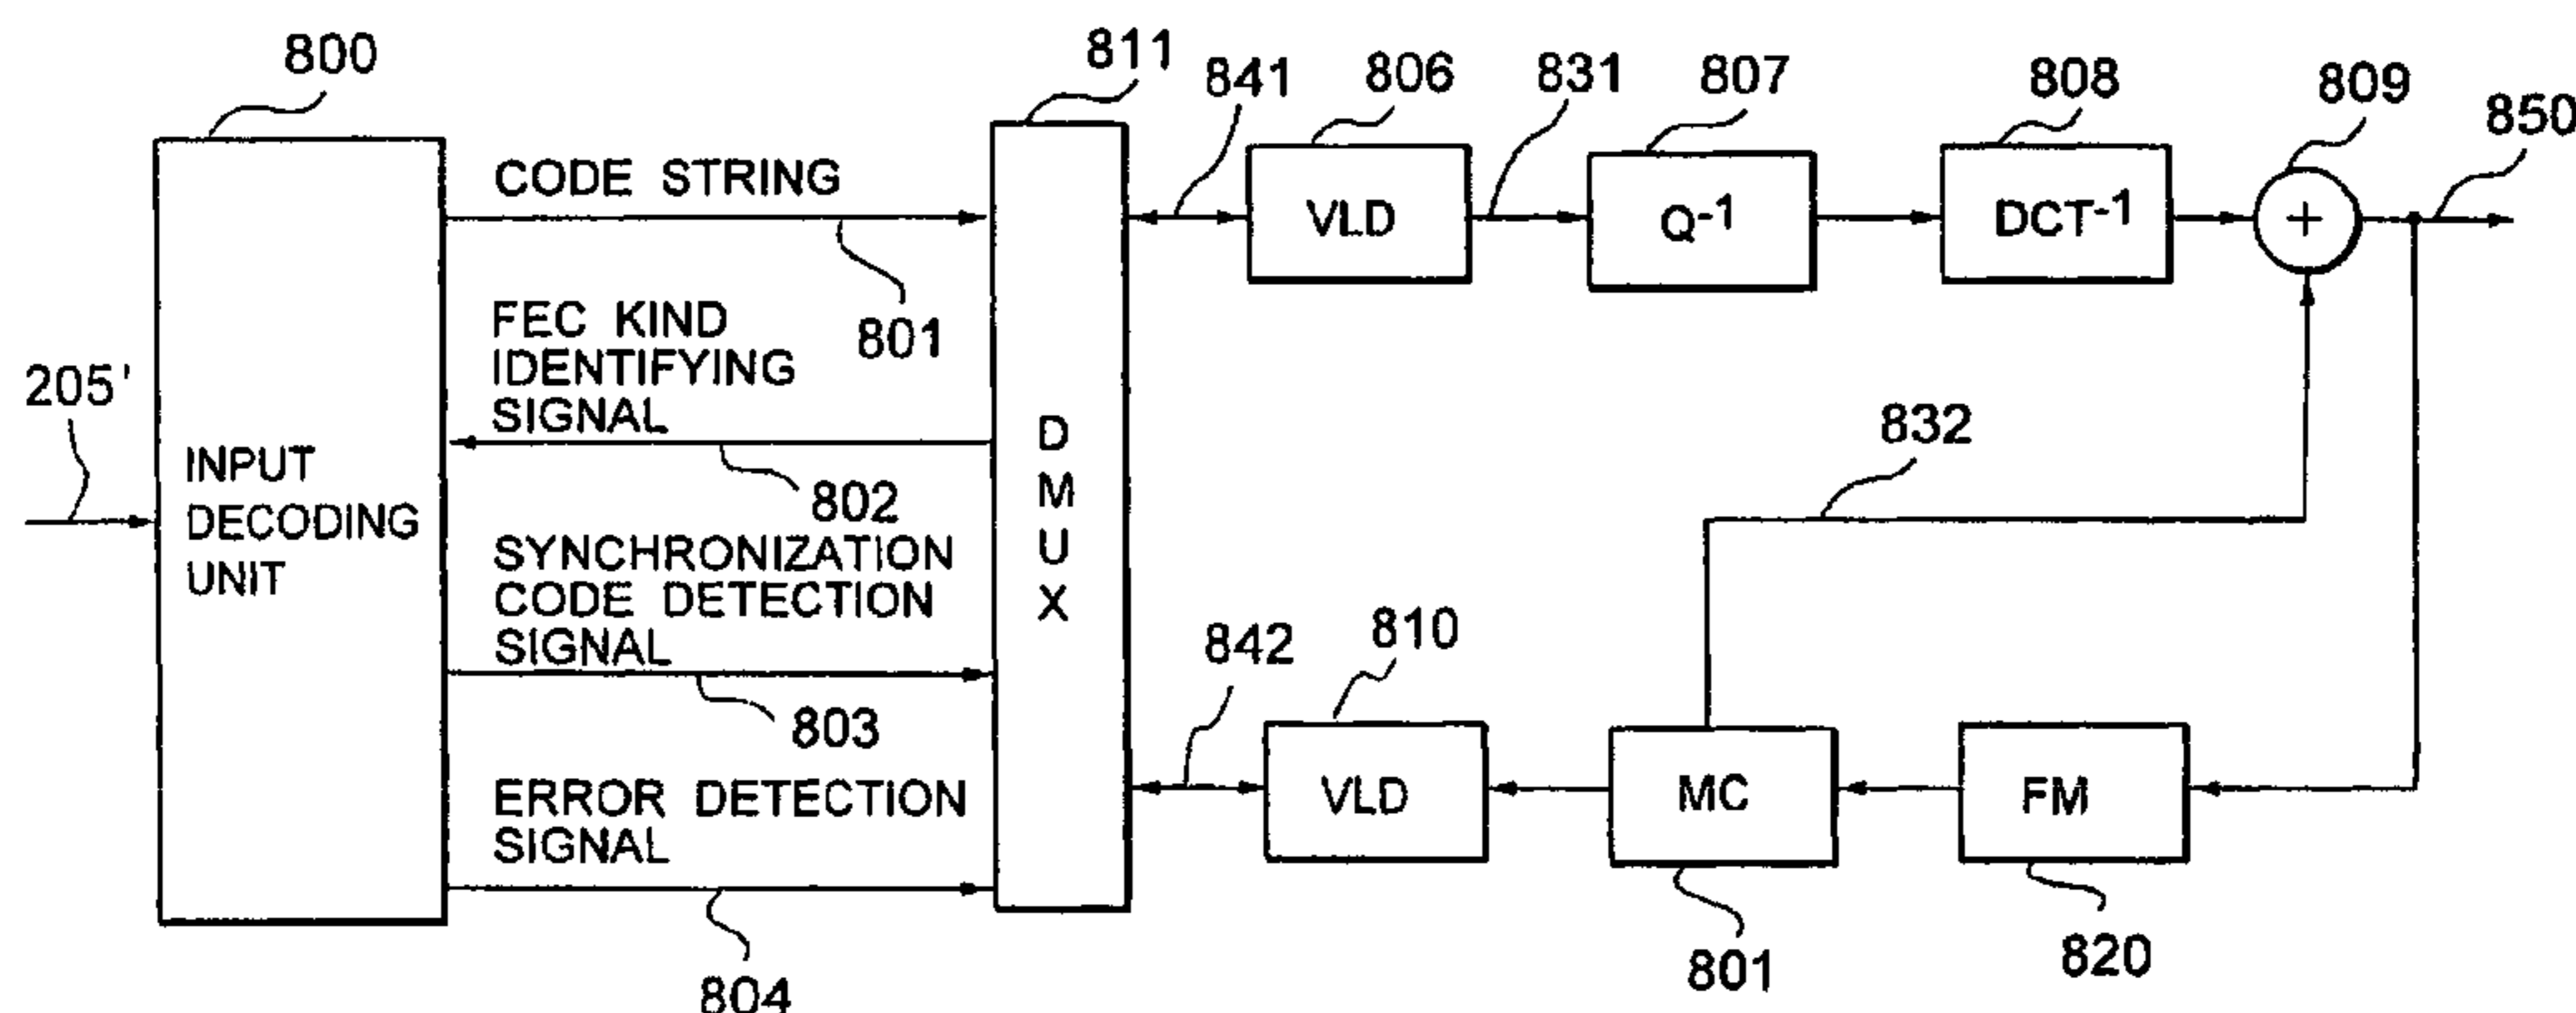 800
INPUT
DECODING
UNIT
205'
CODE STRING
801
FEC KIND
IDENTIFYING
SIGNAL
802
SYNCHRONIZATION
CODE DETECTION
SIGNAL
803
ERROR DETECTION
SIGNAL
804
811
D
M
U
X
841
806
VLD
831
807
Q-1
808
DCT-1
809
+
850
832
842
810
VLD
MC
801
FM
820